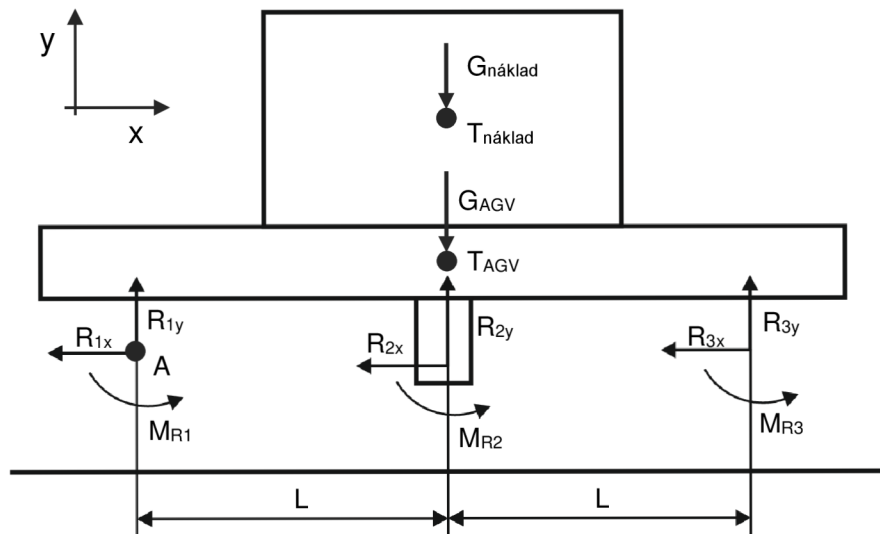 y
x
Gnáklad
Tnáklad
GAGV
TAGV
R1y
R2y
R3y
R1x
R2x
R3x
A
MR1
MR2
MR3
L
L